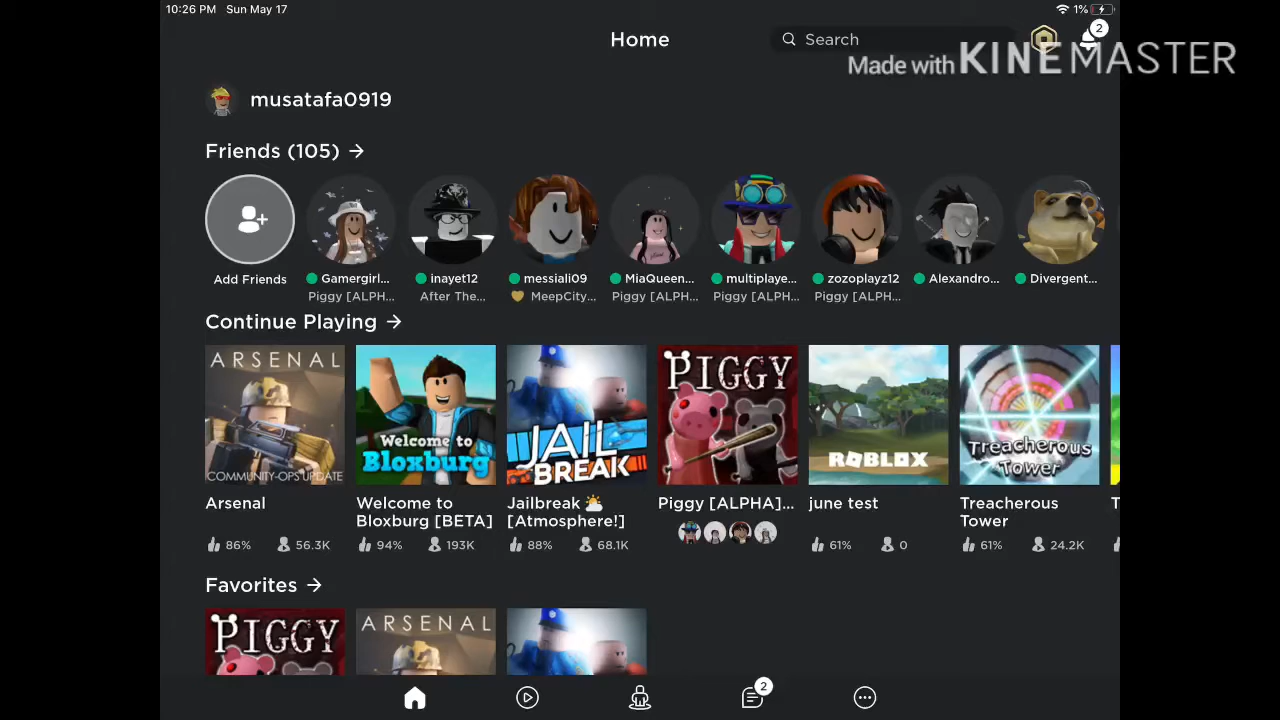 10:26 PM Sun May 17
1%
Home
Search
2
Made with KINEMASTER
musatafa0919
Friends (105) →
Add Friends
Gamergirl...
Piggy [ALPH...
inayet12
After The...
messiali09
MeepCity...
MiaQueen...
Piggy [ALPH...
multiplaye...
Piggy [ALPH...
zozoplayz12
Piggy [ALPH...
Alexandro...
Divergent...
Continue Playing →
ARSENAL
COMMUNITY-OPS UPDATE
Welcome to
Bloxburg
JAIL
BREAK
PIGGY
ROBLOX
Treacherous
Tower
Arsenal
86% 56.3K
Welcome to
Bloxburg [BETA]
94% 193K
Jailbreak ⛅
[Atmosphere!]
88% 68.1K
Piggy [ALPHA]...
june test
61% 0
Treacherous
Tower
61% 24.2K
T
Favorites →
PIGGY
ARSENAL
2